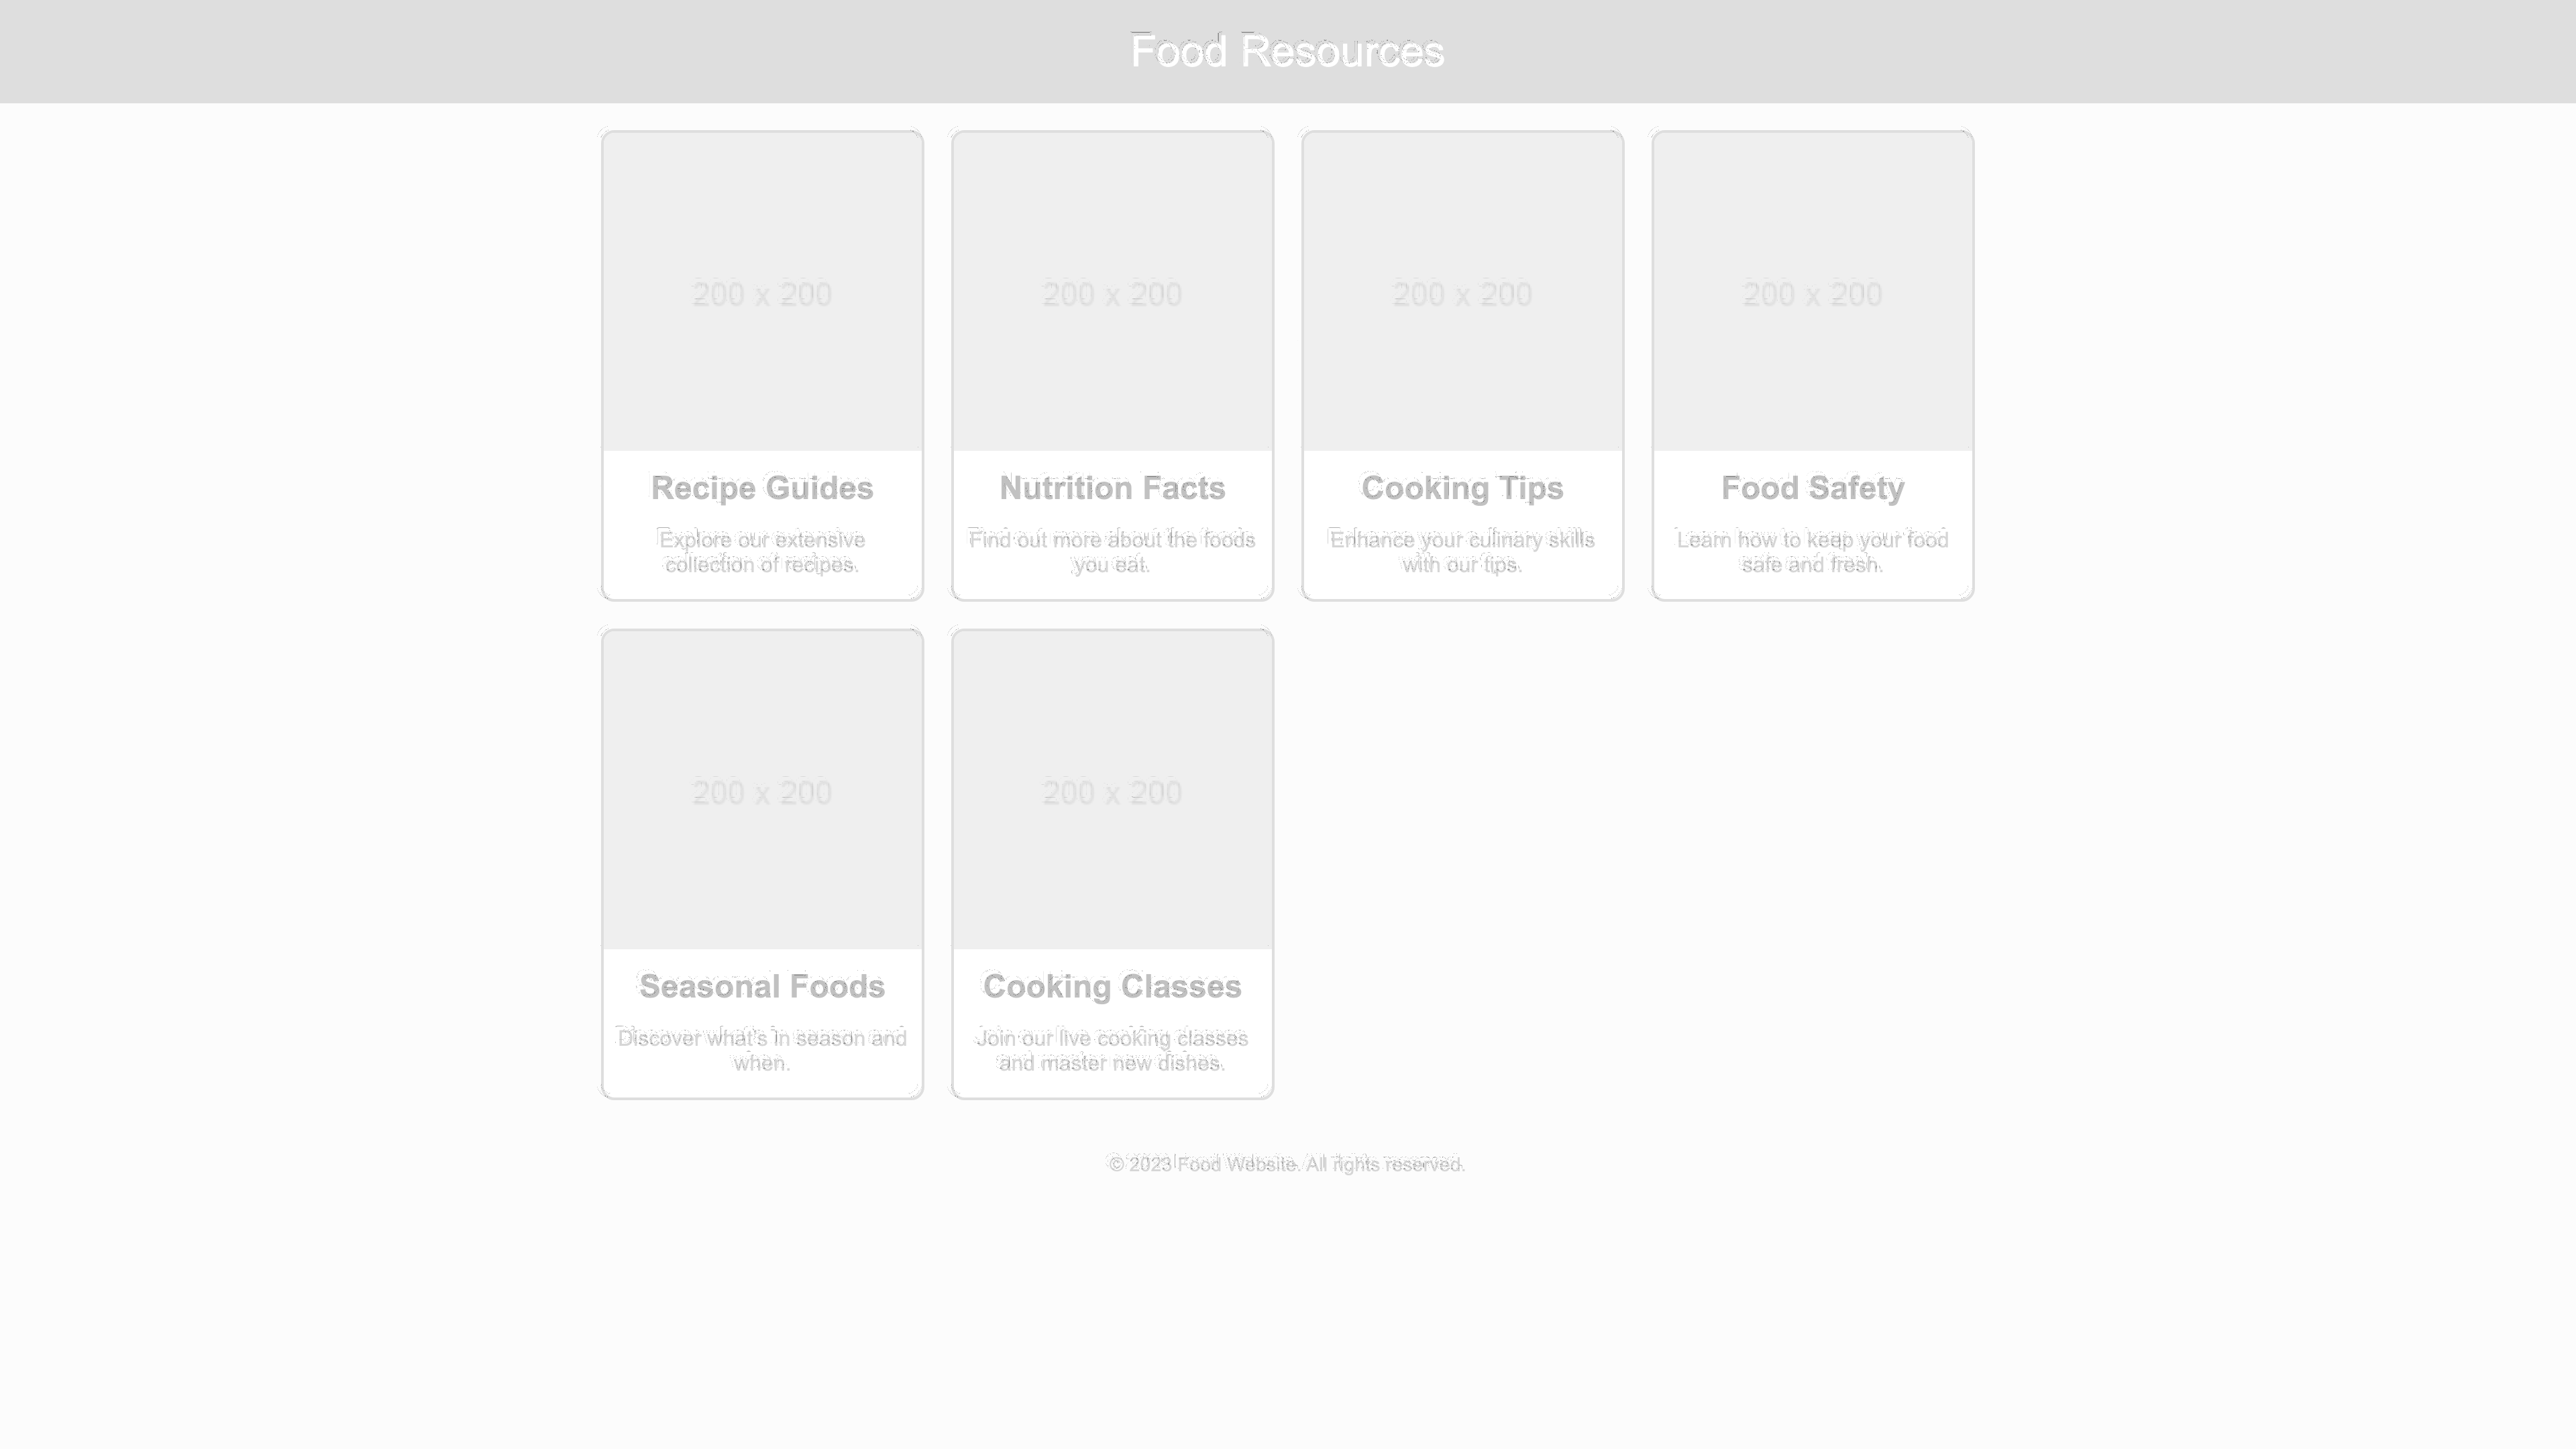 Food Resources
200 x 200
200 x 200
200 x 200
200 x 200
Recipe Guides
Nutrition Facts
Cooking Tips
Food Safety
Explore our extensive
collection of recipes.
Find out more about the foods
you eat.
Enhance your culinary skills
with our tips.
Learn how to keep your food
safe and fresh.
200 x 200
200 x 200
Seasonal Foods
Cooking Classes
Discover what's in season and
when.
Join our live cooking classes
and master new dishes.
© 2023 Food Website. All rights reserved.